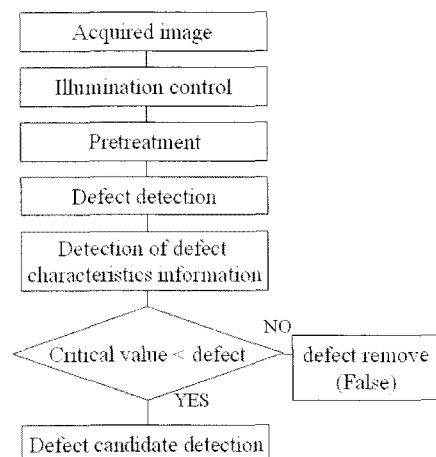 Acquired image
Illumination control
Pretreatment
Defect detection
Detection of defect
characteristics information
Critical value < defect
NO
defect remove
(False)
YES
Defect candidate detection